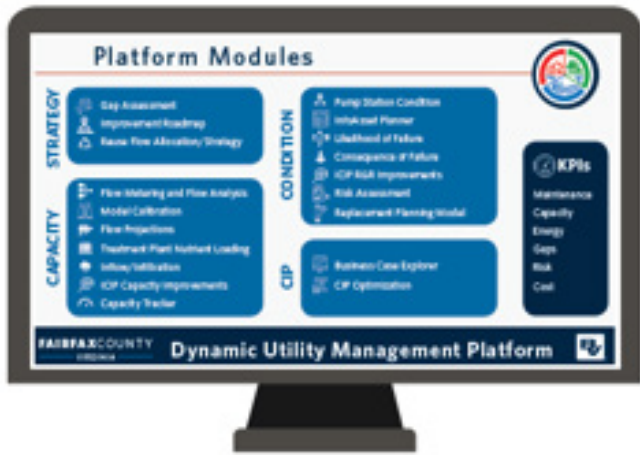 Platform Modules
STRATEGY
Gap Assessment
Improvement Roadmap
Reuse Flow Allocation/Strategy
CAPACITY
Flow Metering and Flow Analysis
Model Calibration
Flow Projections
Treatment Plant Nutrient Loading
Inflow/Infiltration
ICIP Capacity Improvements
Capacity Tracker
CONDITION
Pump Station Condition
InfoAsset Planner
Likelihood of Failure
Consequence of Failure
ICIP R&R Improvements
Risk Assessment
Replacement Planning Model
CIP
Business Case Explorer
CIP Optimization
KPIs
Maintenance
Capacity
Energy
Gaps
Risk
Cost
FAIRFAXCOUNTY
VIRGINIA
Dynamic Utility Management Platform